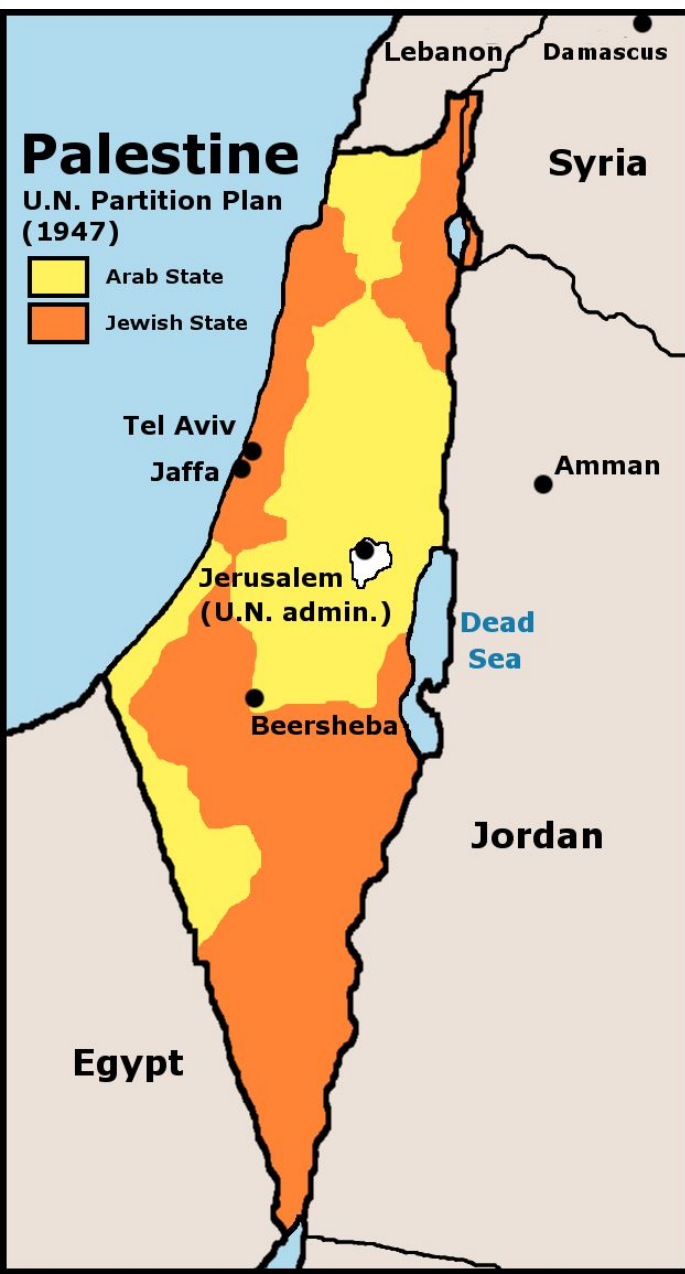 Lebanon
Damascus
Palestine
U.N. Partition Plan
(1947)
Syria
Arab State
Jewish State
Tel Aviv
Jaffa
Amman
Jerusalem
(U.N. admin.)
Dead
Sea
Beersheba
Jordan
Egypt